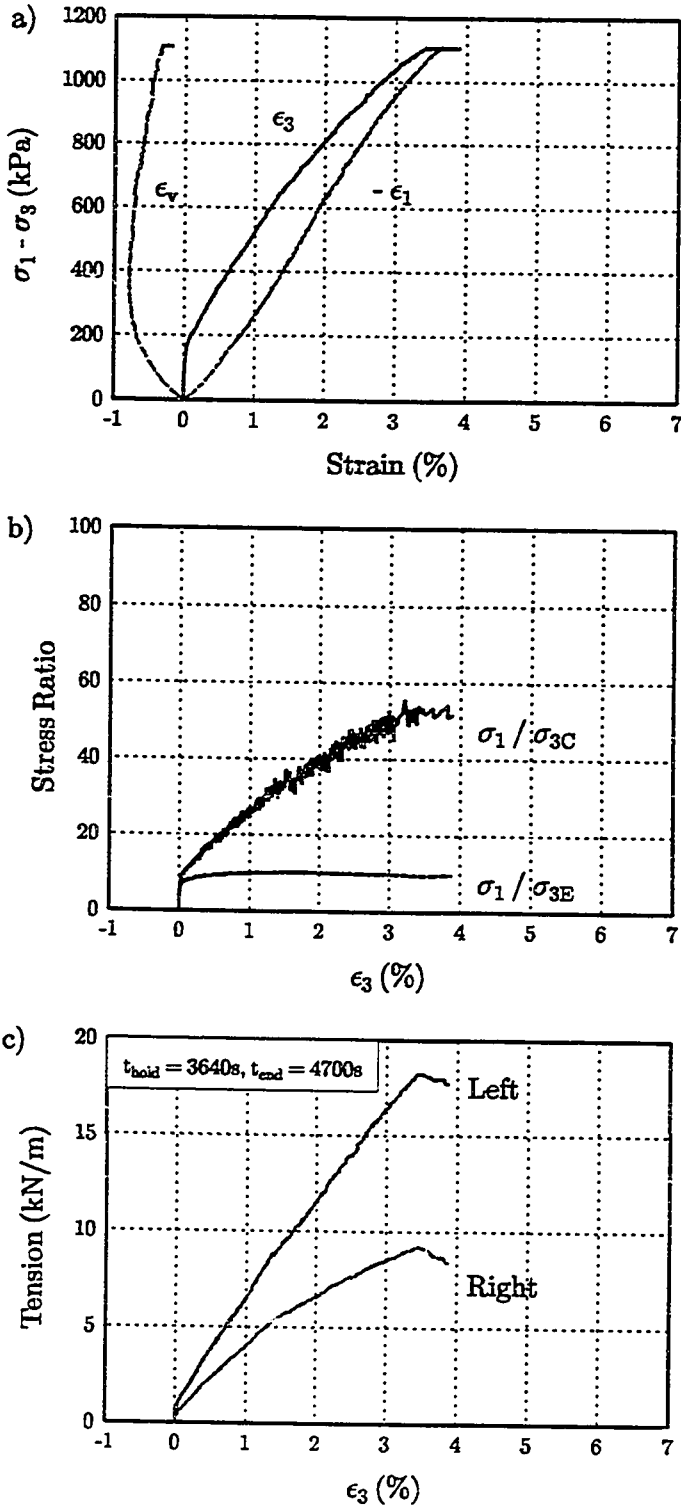 a)
1200
1000
800
600
400
200
0
σ₁ - σ₃ (kPa)
ϵ₃
ϵᵥ
- ϵ₁
-1 0 1 2 3 4 5 6 7
Strain (%)
b)
100
80
60
40
20
0
Stress Ratio
σ₁ / σ₃C
σ₁ / σ₃E
-1 0 1 2 3 4 5 6 7
ϵ₃ (%)
c)
20
15
10
5
0
Tension (kN/m)
t_hold = 3640s, t_end = 4700s
Left
Right
-1 0 1 2 3 4 5 6 7
ϵ₃ (%)